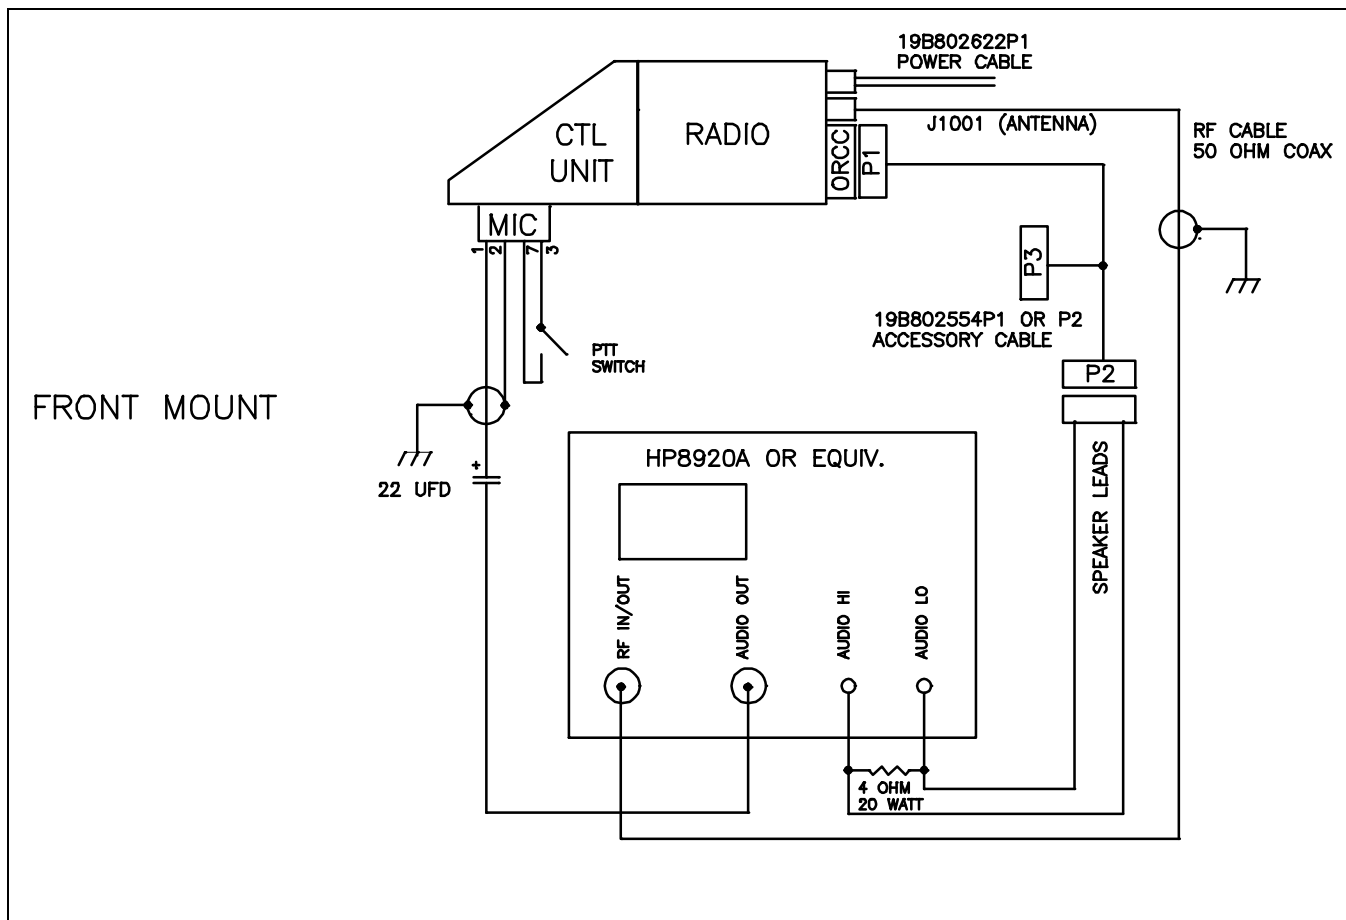 19B802622P1
POWER CABLE
CTL
UNIT
RADIO
J1001 (ANTENNA)
RF CABLE
50 OHM COAX
ORCC
P1
MIC
1
2
7
3
P3
19B802554P1 OR P2
ACCESSORY CABLE
PTT
SWITCH
P2
FRONT MOUNT
+
22 UFD
HP8920A OR EQUIV.
SPEAKER LEADS
RF IN/OUT
AUDIO OUT
AUDIO HI
AUDIO LO
4 OHM
20 WATT